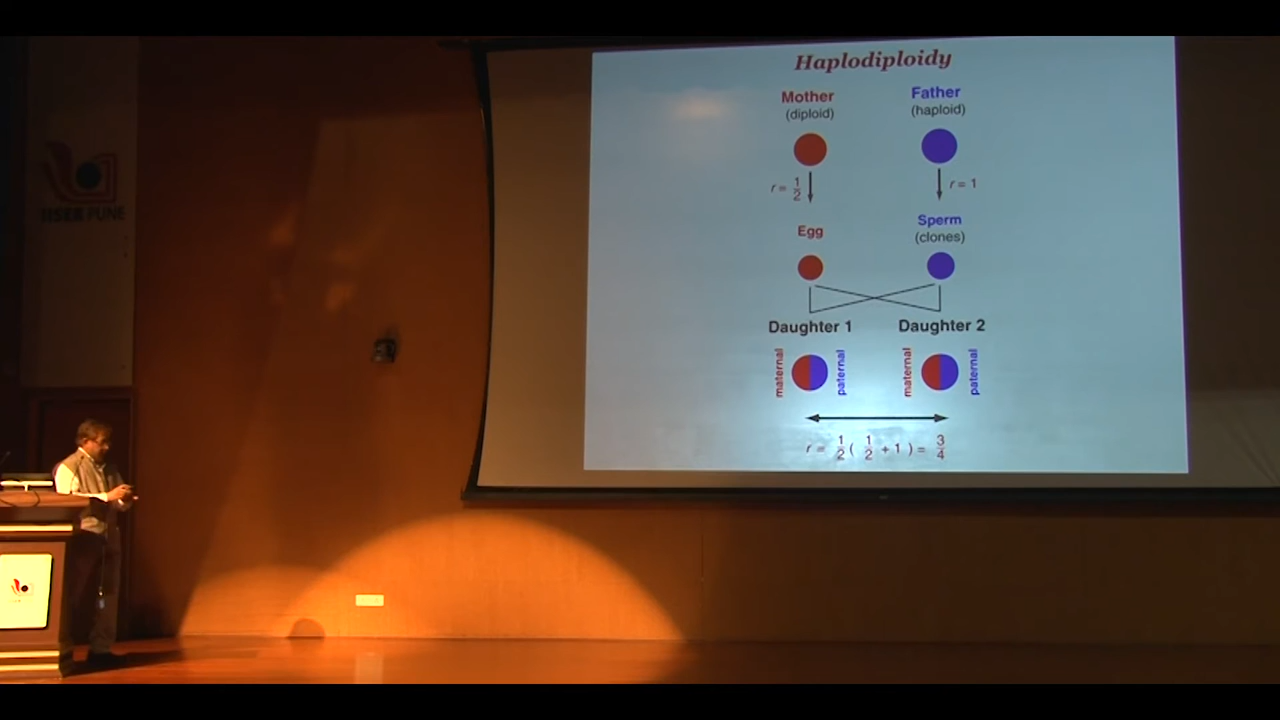 Haplodiploidy
Mother Father
(diploid) (haploid)
r = 1/2 r = 1
Egg Sperm
(clones)
Daughter 1 Daughter 2
maternal paternal maternal paternal
r = 1/2 ( 1/2 + 1 ) = 3/4
IISER PUNE